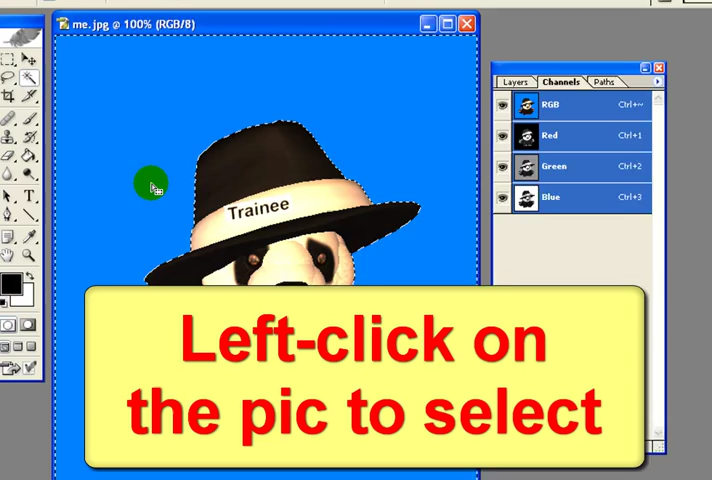 me.jpg @ 100% (RGB/8)
Layers Channels Paths
RGB Ctrl+~
Red Ctrl+1
Green Ctrl+2
Blue Ctrl+3
Trainee
Left-click on
the pic to select